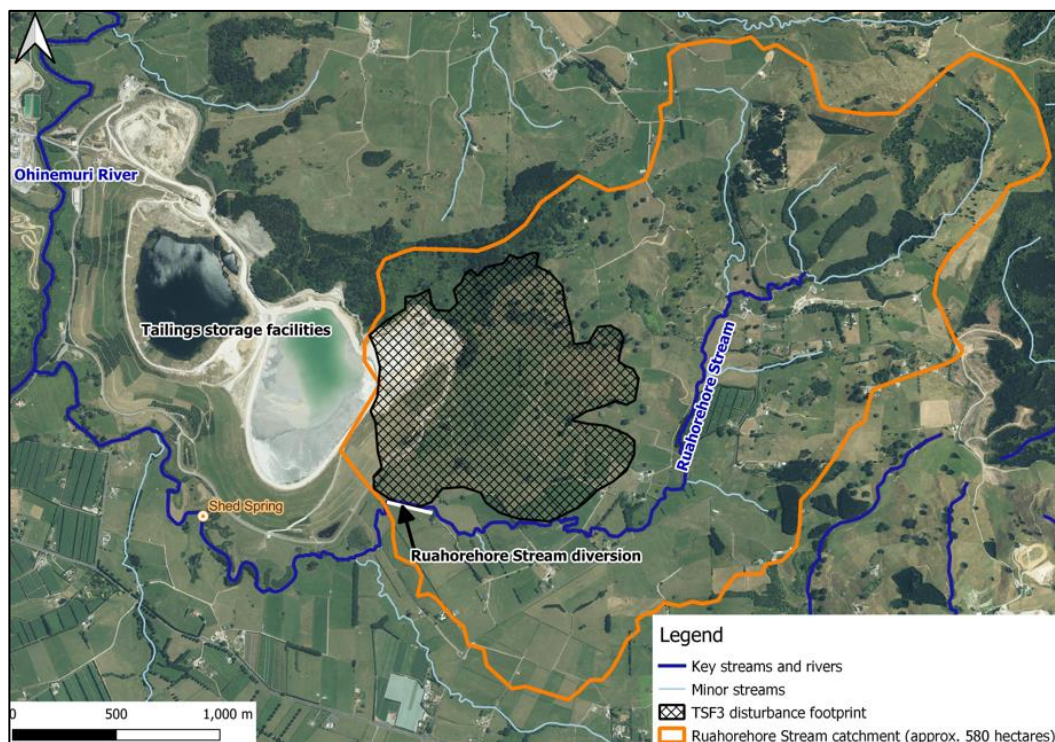 Ohinemuri River
Tailings storage facilities
Ruahorehore Stream
Shed Spring
Ruahorehore Stream diversion
Legend
Key streams and rivers
Minor streams
TSF3 disturbance footprint
Ruahorehore Stream catchment (approx. 580 hectares)
0 500 1,000 m